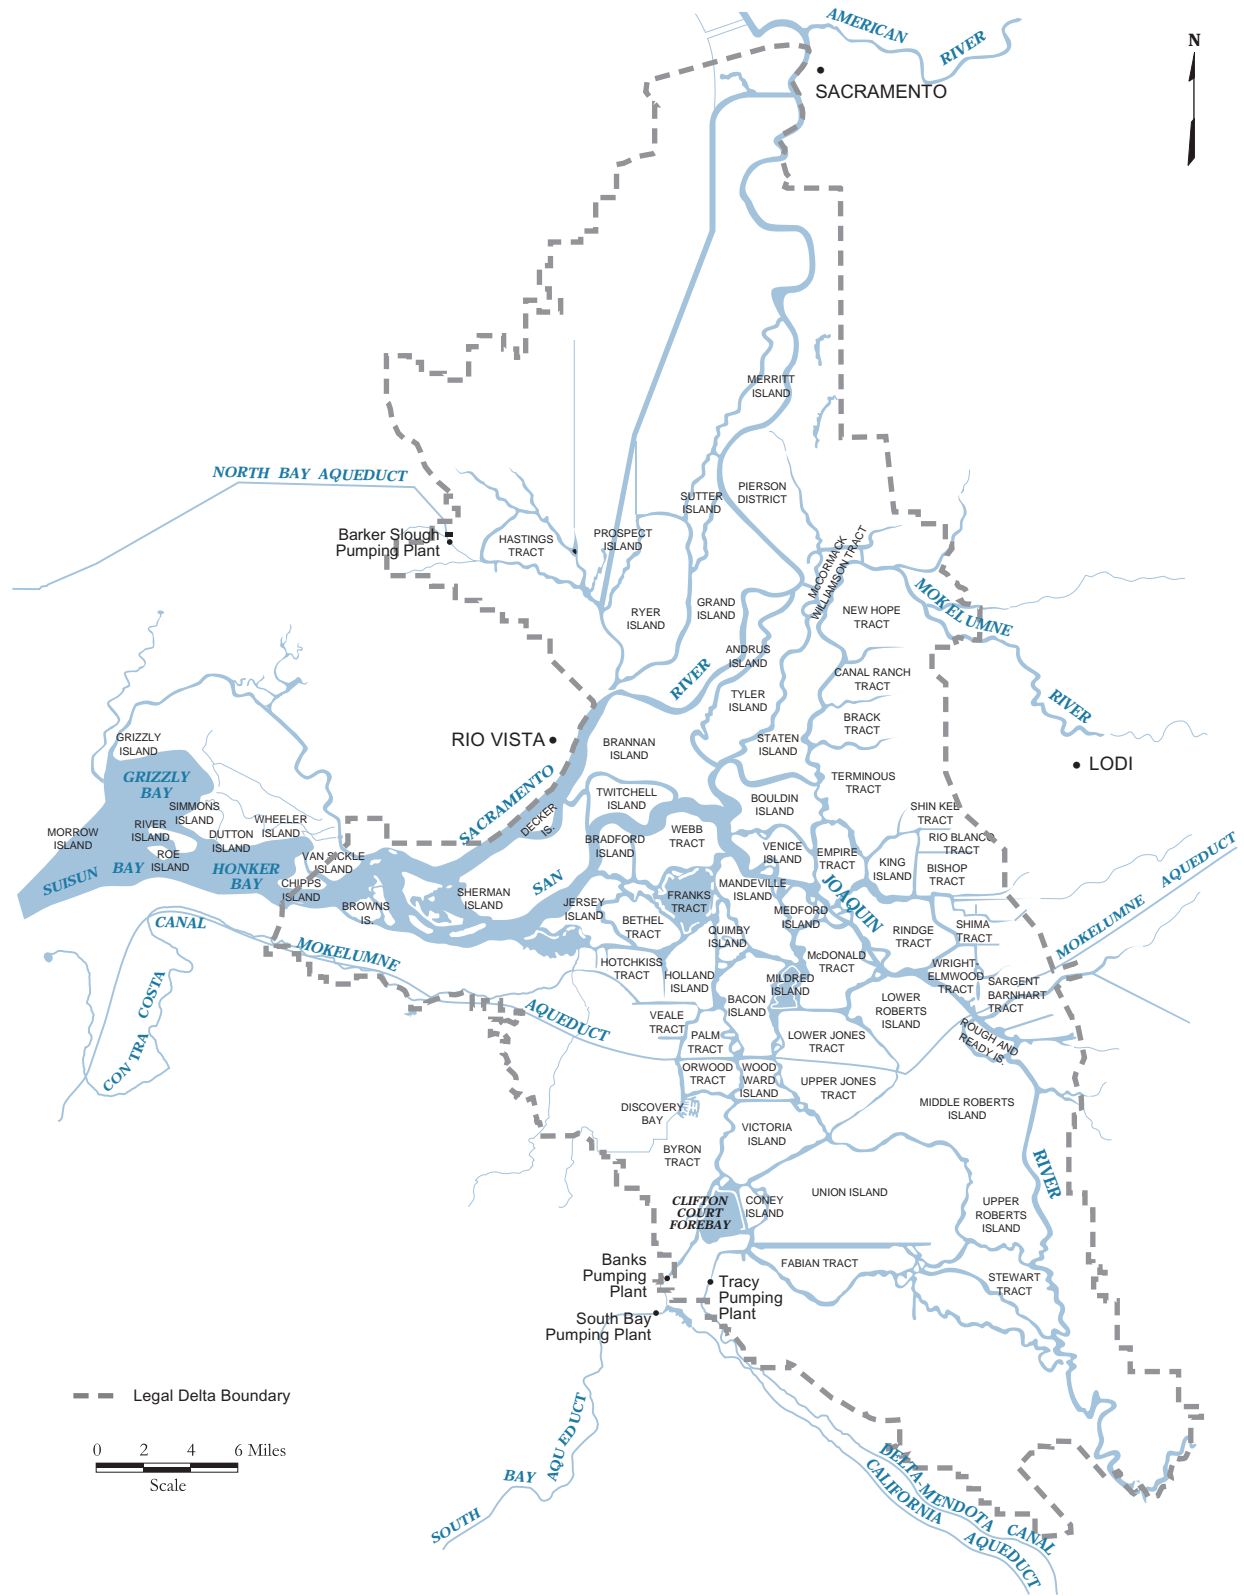 AMERICAN
RIVER
N
SACRAMENTO
MERRITT
ISLAND
NORTH BAY AQUEDUCT
PIERSON
DISTRICT
SUTTER
ISLAND
Barker Slough
Pumping Plant
HASTINGS
TRACT
PROSPECT
ISLAND
McCORMACK
WILLIAMSON TRACT
MOKELUMNE
RIVER
RYER
ISLAND
GRAND
ISLAND
NEW HOPE
TRACT
ANDRUS
ISLAND
RIVER
CANAL RANCH
TRACT
TYLER
ISLAND
BRACK
TRACT
GRIZZLY
ISLAND
RIO VISTA
BRANNAN
ISLAND
STATEN
ISLAND
LODI
GRIZZLY
BAY
SACRAMENTO
TERMINOUS
TRACT
TWITCHELL
ISLAND
BOULDIN
ISLAND
SIMMONS
ISLAND
SHIN KEE
TRACT
DECKER
IS.
MORROW
ISLAND
RIVER
ISLAND
DUTTON
ISLAND
WHEELER
ISLAND
WEBB
TRACT
BRADFORD
ISLAND
RIO BLANCO
TRACT
VENICE
ISLAND
EMPIRE
TRACT
ROE
ISLAND
VAN SICKLE
ISLAND
KING
ISLAND
BISHOP
TRACT
MOKELUMNE AQUEDUCT
SUISUN BAY
HONKER
BAY
CHIPPS
ISLAND
SHERMAN
ISLAND
SAN
JOAQUIN
FRANKS
TRACT
MANDEVILLE
ISLAND
BROWNS
IS.
JERSEY
ISLAND
MEDFORD
ISLAND
CANAL
BETHEL
TRACT
QUIMBY
ISLAND
RINDGE
TRACT
SHIMA
TRACT
MOKELUMNE
AQUEDUCT
HOTCHKISS
TRACT
HOLLAND
ISLAND
McDONALD
TRACT
WRIGHT-
ELMWOOD
TRACT
MILDRED
ISLAND
SARGENT
BARNHART
TRACT
CON TRA COSTA
BACON
ISLAND
LOWER
ROBERTS
ISLAND
VEALE
TRACT
PALM
TRACT
LOWER JONES
TRACT
ROUGH AND
READY IS.
ORWOOD
TRACT
WOOD
WARD
ISLAND
UPPER JONES
TRACT
DISCOVERY
BAY
MIDDLE ROBERTS
ISLAND
VICTORIA
ISLAND
BYRON
TRACT
RIVER
CLIFTON
COURT
FOREBAY
CONEY
ISLAND
UNION ISLAND
UPPER
ROBERTS
ISLAND
Banks
Pumping
Plant
FABIAN TRACT
STEWART
TRACT
Tracy
Pumping
Plant
South Bay
Pumping Plant
Legal Delta Boundary
0 2 4 6 Miles
Scale
SOUTH BAY AQUEDUCT
DELTA-MENDOTA CANAL
CALIFORNIA AQUEDUCT